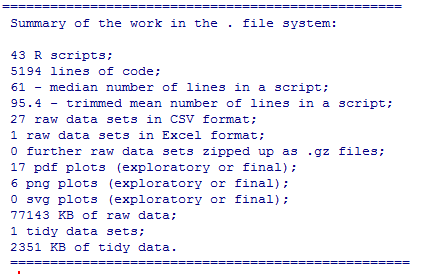 ==================================================
Summary of the work in the . file system:
43 R scripts;
5194 lines of code;
61 - median number of lines in a script;
95.4 - trimmed mean number of lines in a script;
27 raw data sets in CSV format;
1 raw data sets in Excel format;
0 further raw data sets zipped up as .gz files;
17 pdf plots (exploratory or final);
6 png plots (exploratory or final);
0 svg plots (exploratory or final);
77143 KB of raw data;
1 tidy data sets;
2351 KB of tidy data.
===================================================